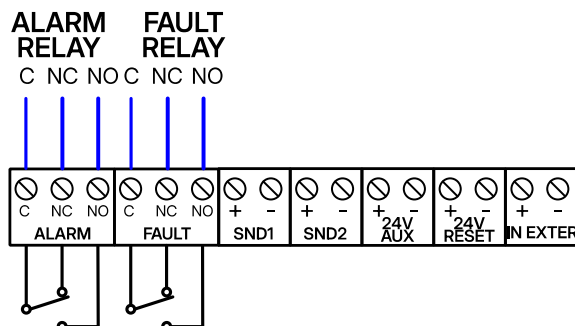 ALARM RELAY
FAULT RELAY
C NC NO C NC NO
C NC NO C NC NO
+ - + - + - + - + -
ALARM FAULT SND1 SND2 24V AUX 24V RESET IN EXTER